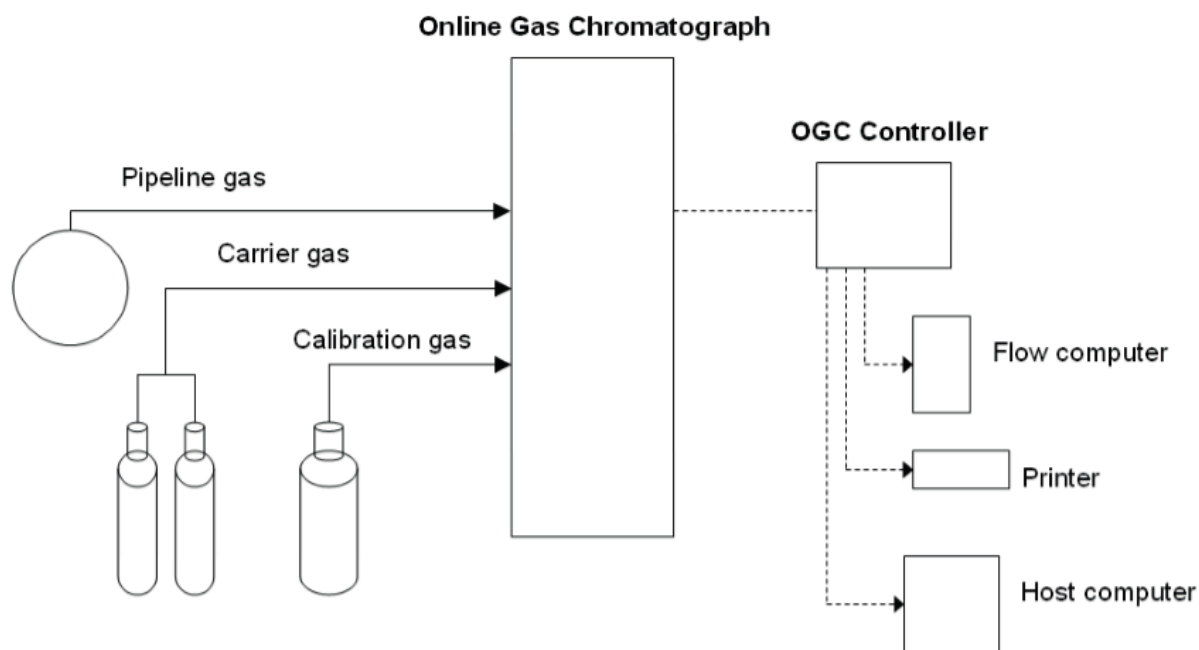 Online Gas Chromatograph
OGC Controller
Pipeline gas
Carrier gas
Calibration gas
Flow computer
Printer
Host computer